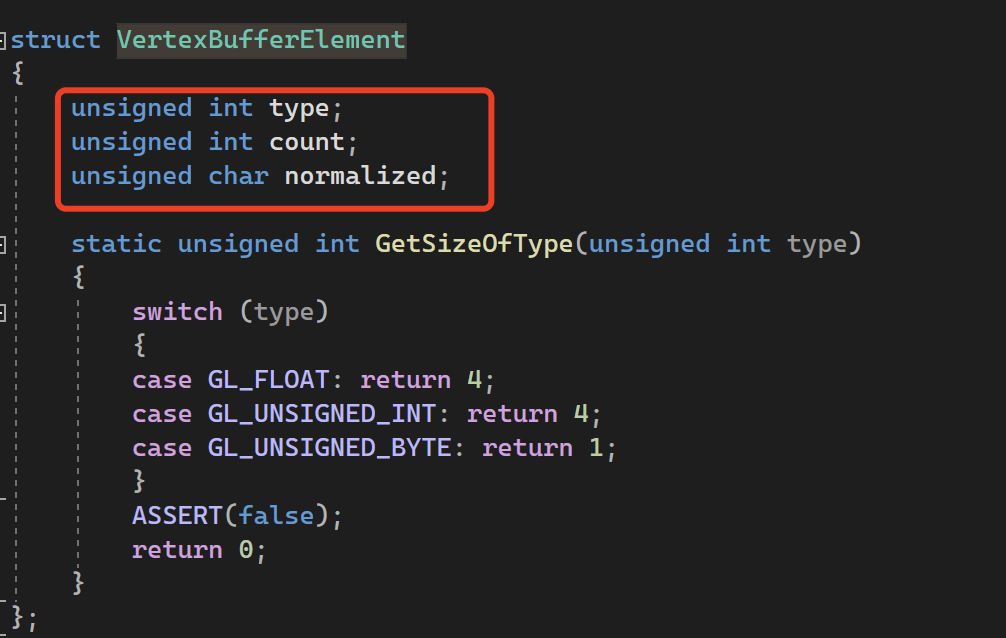 struct VertexBufferElement
{
unsigned int type;
unsigned int count;
unsigned char normalized;
static unsigned int GetSizeOfType(unsigned int type)
{
switch (type)
{
case GL_FLOAT: return 4;
case GL_UNSIGNED_INT: return 4;
case GL_UNSIGNED_BYTE: return 1;
}
ASSERT(false);
return 0;
}
};